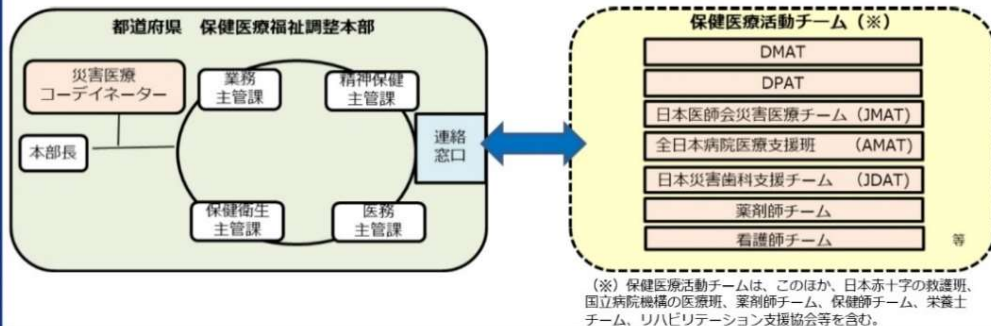 都道府県 保健医療福祉調整本部
災害医療
コーデイネーター
本部長
業務
主管課
精神保健
主管課
保健衛生
主管課
医務
主管課
連絡
窓口
保健医療活動チーム（※）
DMAT
DPAT
日本医師会災害医療チーム（JMAT)
全日本病院医療支援班 （AMAT)
日本災害歯科支援チーム （JDAT)
薬剤師チーム
看護師チーム 等
（※）保健医療活動チームは、このほか、日本赤十字の救護班、
国立病院機構の医療班、薬剤師チーム、保健師チーム、栄養士
チーム、リハビリテーション支援協会等を含む。